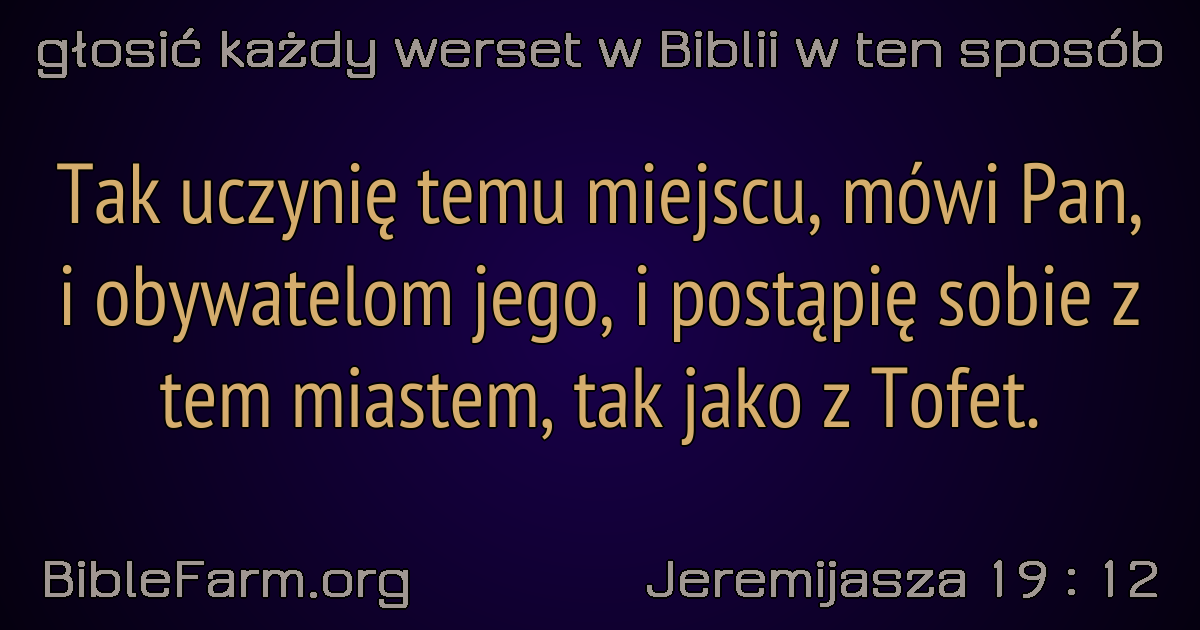 głosić każdy werset w Biblii w ten sposób
Tak uczynię temu miejscu, mówi Pan,
i obywatelom jego, i postąpię sobie z
tem miastem, tak jako z Tofet.
BibleFarm.org
Jeremijasza 19 : 12